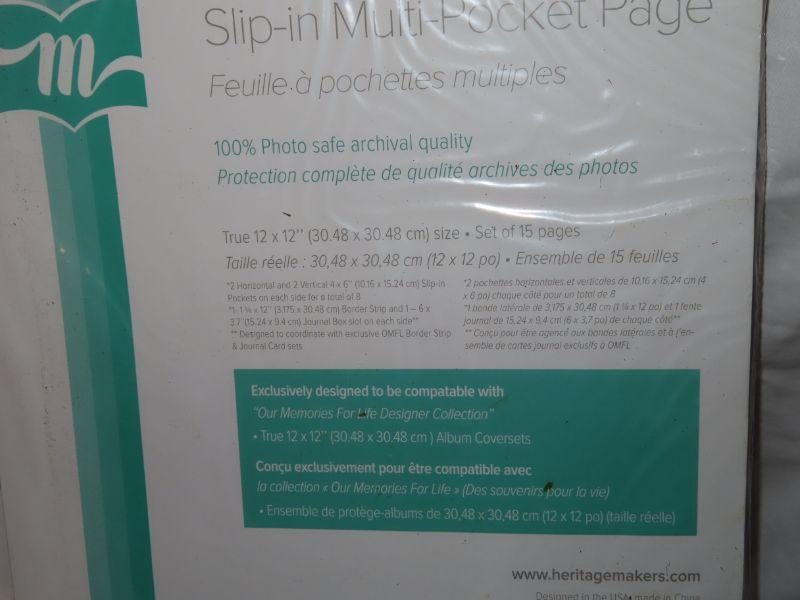 m
Slip-in Multi-Pocket Page
Feuille à pochettes multiples
100% Photo safe archival quality
Protection complète de qualité archives des photos
True 12 x 12'' (30.48 x 30.48 cm) size • Set of 15 pages
Taille réelle : 30,48 x 30,48 cm (12 x 12 po) • Ensemble de 15 feuilles
*2 Horizontal and 2 Vertical 4 x 6'' (10.16 x 15.24 cm) Slip-in
Pockets on each side for a total of 8
*1- 1 ¼ x 12'' (3.175 x 30.48 cm) Border Strip and 1 – 6 x
3.7''(15.24 x 9.4 cm) Journal Box slot on each side**
** Designed to coordinate with exclusive OMFL Border Strip
& Journal Card sets
*2 pochettes horizontales et verticales de 10,16 x 15,24 cm (4
x 6 po) chaque côté pour un total de 8
*1 bande latérale de 3,175 x 30,48 cm (1 ¼ x 12 po) et 1 fente
journal de 15,24 x 9,4 cm (6 x 3,7 po) de chaque côté**
** Conçu pour être agencé aux bandes latérales et à l'en-
semble de cartes journal exclusifs à OMFL
Exclusively designed to be compatable with
"Our Memories For Life Designer Collection"
• True 12 x 12'' (30.48 x 30.48 cm ) Album Coversets
Conçu exclusivement pour être compatible avec
la collection « Our Memories For Life » (Des souvenirs pour la vie)
• Ensemble de protège-albums de 30,48 x 30,48 cm (12 x 12 po) (taille réelle)
www.heritagemakers.com
Designed in the USA, made in China